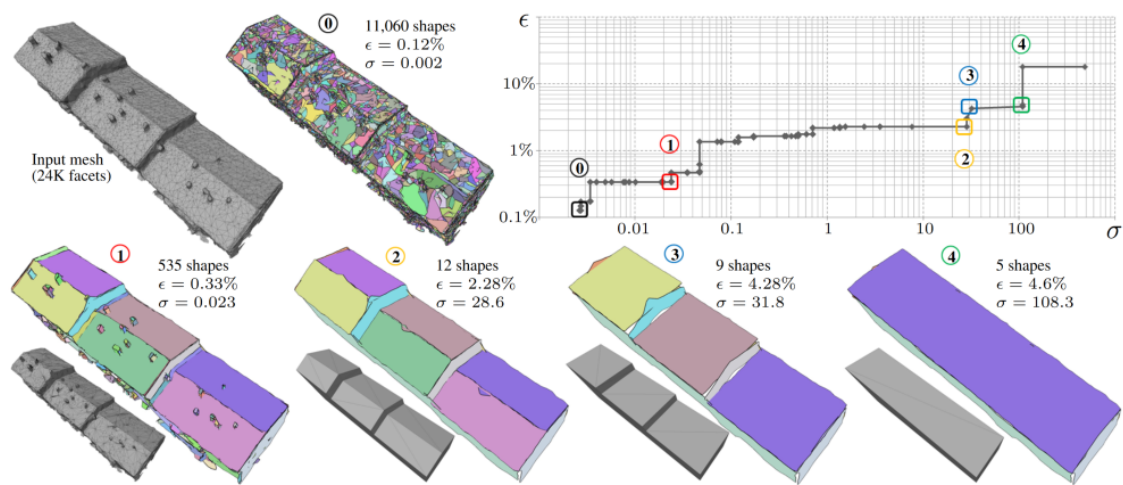 Input mesh
(24K facets)
0
11,060 shapes
ϵ = 0.12%
σ = 0.002
ϵ
10%
1%
0.1%
0.01
0.1
1
10
100
σ
0
1
2
3
4
1
535 shapes
ϵ = 0.33%
σ = 0.023
2
12 shapes
ϵ = 2.28%
σ = 28.6
3
9 shapes
ϵ = 4.28%
σ = 31.8
4
5 shapes
ϵ = 4.6%
σ = 108.3